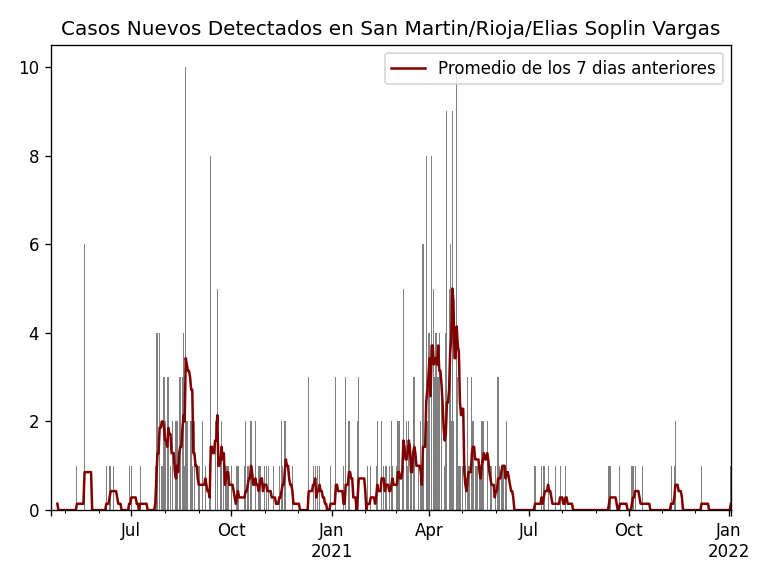 Casos Nuevos Detectados en San Martin/Rioja/Elias Soplin Vargas
Promedio de los 7 dias anteriores
10
8
6
4
2
0
Jul
Oct
Jan
2021
Apr
Jul
Oct
Jan
2022